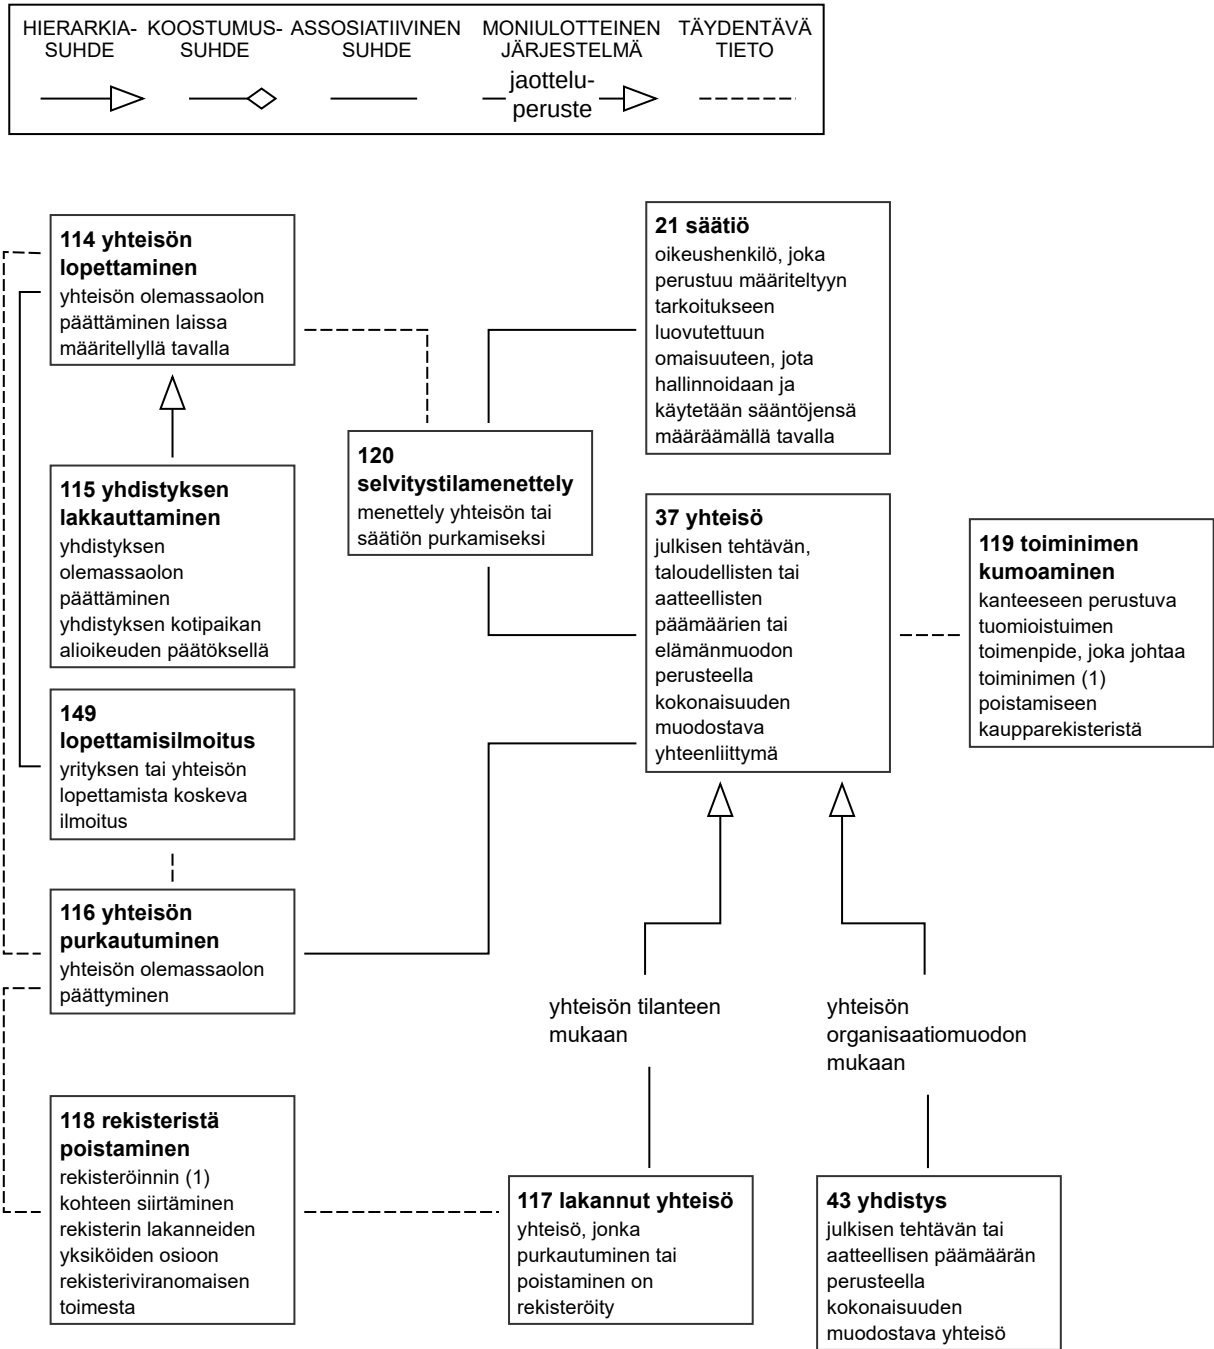 HIERARKIA-
SUHDE
KOOSTUMUS-
SUHDE
ASSOSIATIIVINEN
SUHDE
MONIULOTTEINEN
JÄRJESTELMÄ
TÄYDENTÄVÄ
TIETO
jaottelu-
peruste
114 yhteisön
lopettaminen
yhteisön olemassaolon
päättäminen laissa
määritellyllä tavalla
21 säätiö
oikeushenkilö, joka
perustuu määriteltyyn
tarkoitukseen
luovutettuun
omaisuuteen, jota
hallinnoidaan ja
käytetään sääntöjensä
määräämällä tavalla
120
selvitystilamenettely
menettely yhteisön tai
säätiön purkamiseksi
115 yhdistyksen
lakkauttaminen
yhdistyksen
olemassaolon
päättäminen
yhdistyksen kotipaikan
alioikeuden päätöksellä
37 yhteisö
julkisen tehtävän,
taloudellisten tai
aatteellisten
päämäärien tai
elämänmuodon
perusteella
kokonaisuuden
muodostava
yhteenliittymä
119 toiminimen
kumoaminen
kanteeseen perustuva
tuomioistuimen
toimenpide, joka johtaa
toiminimen (1)
poistamiseen
kaupparekisteristä
149
lopettamisilmoitus
yrityksen tai yhteisön
lopettamista koskeva
ilmoitus
116 yhteisön
purkautuminen
yhteisön olemassaolon
päättyminen
yhteisön tilanteen
mukaan
yhteisön
organisaatiomuodon
mukaan
118 rekisteristä
poistaminen
rekisteröinnin (1)
kohteen siirtäminen
rekisterin lakanneiden
yksiköiden osioon
rekisteriviranomaisen
toimesta
117 lakannut yhteisö
yhteisö, jonka
purkautuminen tai
poistaminen on
rekisteröity
43 yhdistys
julkisen tehtävän tai
aatteellisen päämäärän
perusteella
kokonaisuuden
muodostava yhteisö